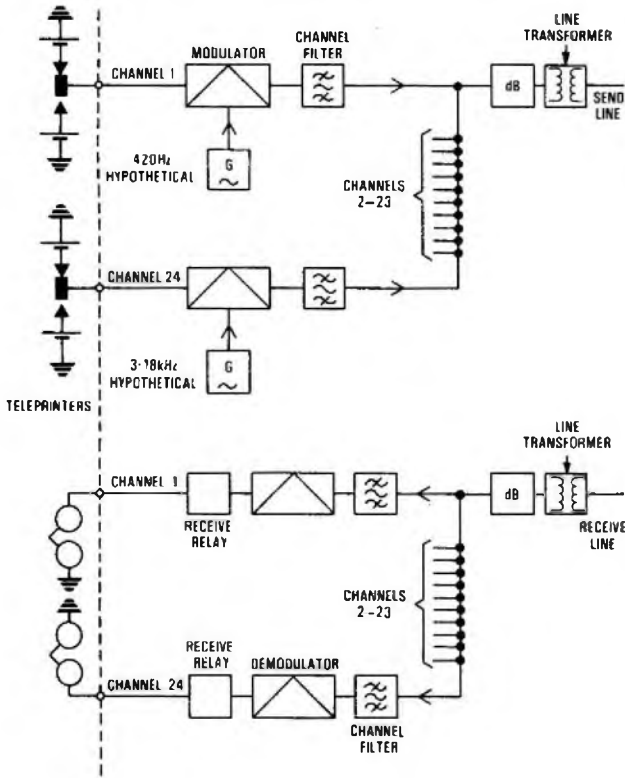 LINE
TRANSFORMER
CHANNEL
FILTER
MODULATOR
CHANNEL 1
dB
SEND
LINE
420Hz
HYPOTHETICAL
G
CHANNELS
2-23
CHANNEL 24
3·18kHz
HYPOTHETICAL
G
TELEPRINTERS
LINE
TRANSFORMER
CHANNEL 1
dB
RECEIVE
RELAY
RECEIVE
LINE
CHANNELS
2-23
RECEIVE
RELAY
DEMODULATOR
CHANNEL 24
CHANNEL
FILTER